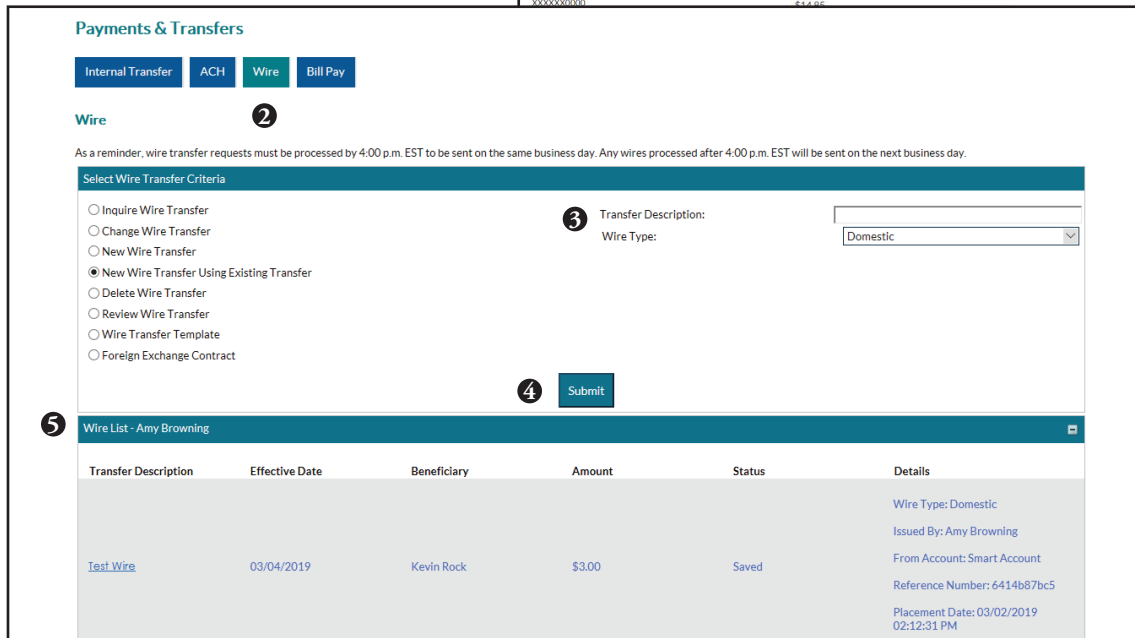 XXXXXX0000 $14.85
Payments & Transfers
Internal Transfer ACH Wire Bill Pay
2
Wire
As a reminder, wire transfer requests must be processed by 4:00 p.m. EST to be sent on the same business day. Any wires processed after 4:00 p.m. EST will be sent on the next business day.
Select Wire Transfer Criteria
Inquire Wire Transfer
Change Wire Transfer
New Wire Transfer
New Wire Transfer Using Existing Transfer
Delete Wire Transfer
Review Wire Transfer
Wire Transfer Template
Foreign Exchange Contract
3 Transfer Description:
Wire Type: Domestic
4 Submit
5 Wire List - Amy Browning
Transfer Description Effective Date Beneficiary Amount Status Details
Test Wire 03/04/2019 Kevin Rock $3.00 Saved
Wire Type: Domestic
Issued By: Amy Browning
From Account: Smart Account
Reference Number: 6414b87bc5
Placement Date: 03/02/2019
02:12:31 PM